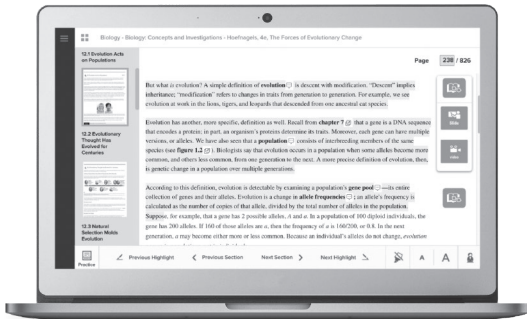 Biology - Biology: Concepts and Investigations - Hoefnagels, 4e, The Forces of Evolutionary Change
12.1 Evolution Acts
on Populations
12.2 Evolutionary
Thought Has
Evolved for
Centuries
12.3 Natural
Selection Molds
Evolution
Page 238 / 826
But what is evolution? A simple definition of evolution is descent with modification. "Descent" implies
inheritance; "modification" refers to changes in traits from generation to generation. For example, we see
evolution at work in the lions, tigers, and leopards that descended from one ancestral cat species.
Evolution has another, more specific, definition as well. Recall from chapter 7 that a gene is a DNA sequence
that encodes a protein; in part, an organism's proteins determine its traits. Moreover, each gene can have multiple
versions, or alleles. We have also seen that a population consists of interbreeding members of the same
species (see figure 1.2). Biologists say that evolution occurs in a population when some alleles become more
common, and others less common, from one generation to the next. A more precise definition of evolution, then,
is genetic change in a population over multiple generations.
According to this definition, evolution is detectable by examining a population's gene pool—its entire
collection of genes and their alleles. Evolution is a change in allele frequencies; an allele's frequency is
calculated as the number of copies of that allele, divided by the total number of alleles in the population.
Suppose, for example, that a gene has 2 possible alleles, A and a. In a population of 100 diploid individuals, the
gene has 200 alleles. If 160 of those alleles are a, then the frequency of a is 160/200, or 0.8. In the next
generation, a may become either more or less common. Because an individual's alleles do not change, evolution
Slide
video
Practice
Previous Highlight
Previous Section
Next Section
Next Highlight
A
A